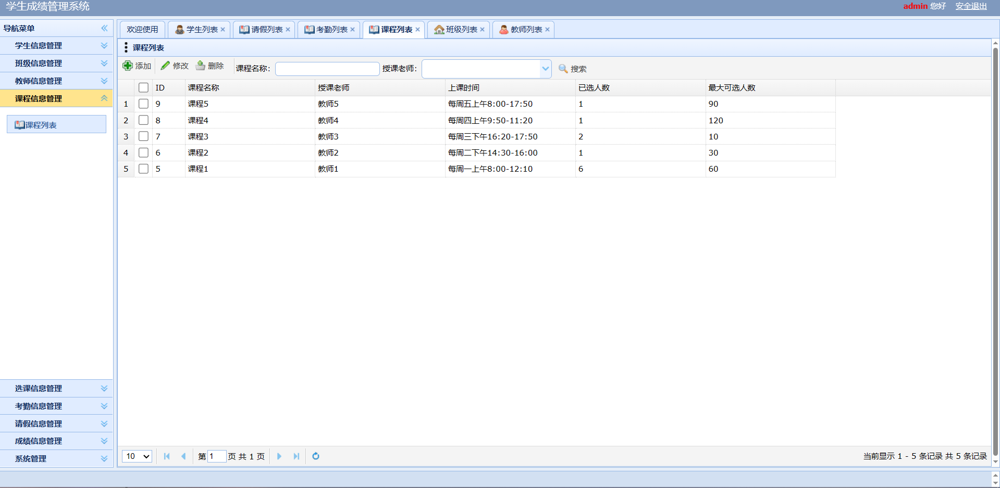 学生成绩管理系统
admin 您好 安全退出
导航菜单
学生信息管理
班级信息管理
教师信息管理
课程信息管理
课程列表
选课信息管理
考勤信息管理
请假信息管理
成绩信息管理
系统管理
欢迎使用 学生列表 请假列表 考勤列表 课程列表 班级列表 教师列表
课程列表
添加 修改 删除 课程名称: 授课老师: 搜索
ID 课程名称 授课老师 上课时间 已选人数 最大可选人数
1 9 课程5 教师5 每周五上午8:00-17:50 1 90
2 8 课程4 教师4 每周四上午9:50-11:20 1 120
3 7 课程3 教师3 每周三下午16:20-17:50 2 10
4 6 课程2 教师2 每周二下午14:30-16:00 1 30
5 5 课程1 教师1 每周一上午8:00-12:10 6 60
10 第 1 页 共 1 页 当前显示 1 - 5 条记录 共 5 条记录